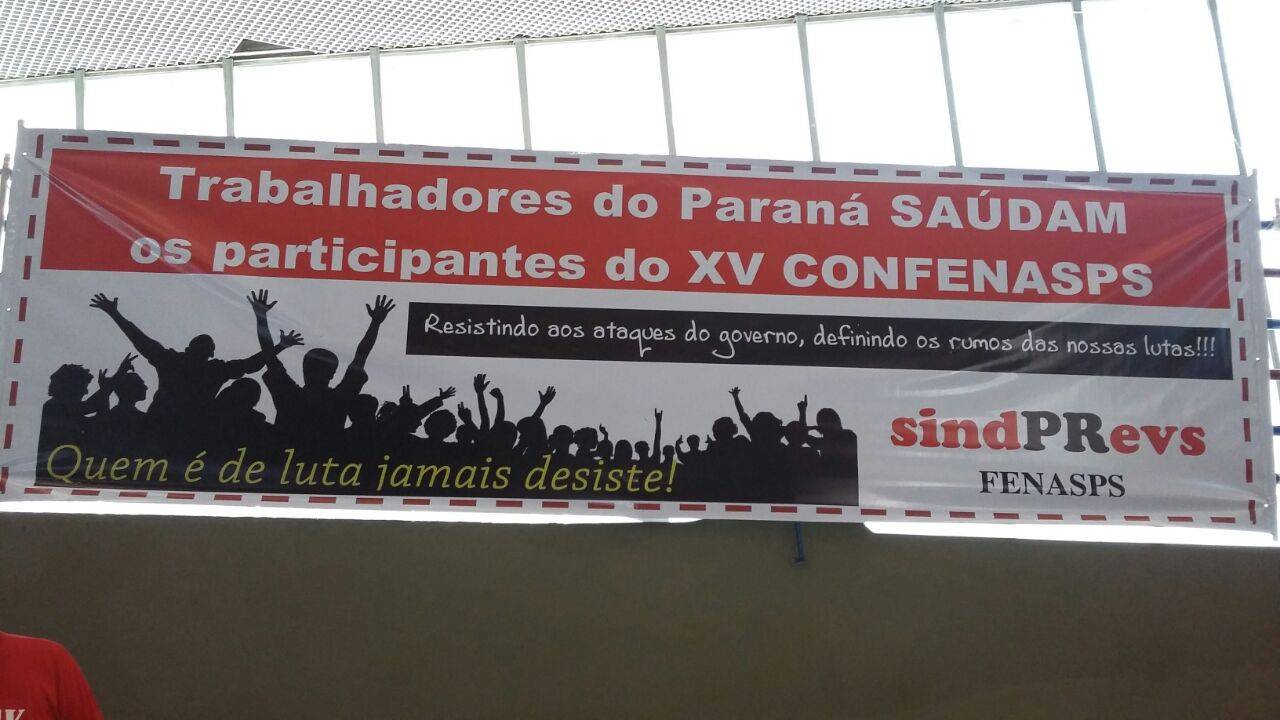 Trabalhadores do Paraná SAÚDAM
os participantes do XV CONFENASPS
Resistindo aos ataques do governo, definindo os rumos das nossas lutas!!!
Quem é de luta jamais desiste!
sindPRevs
FENASPS